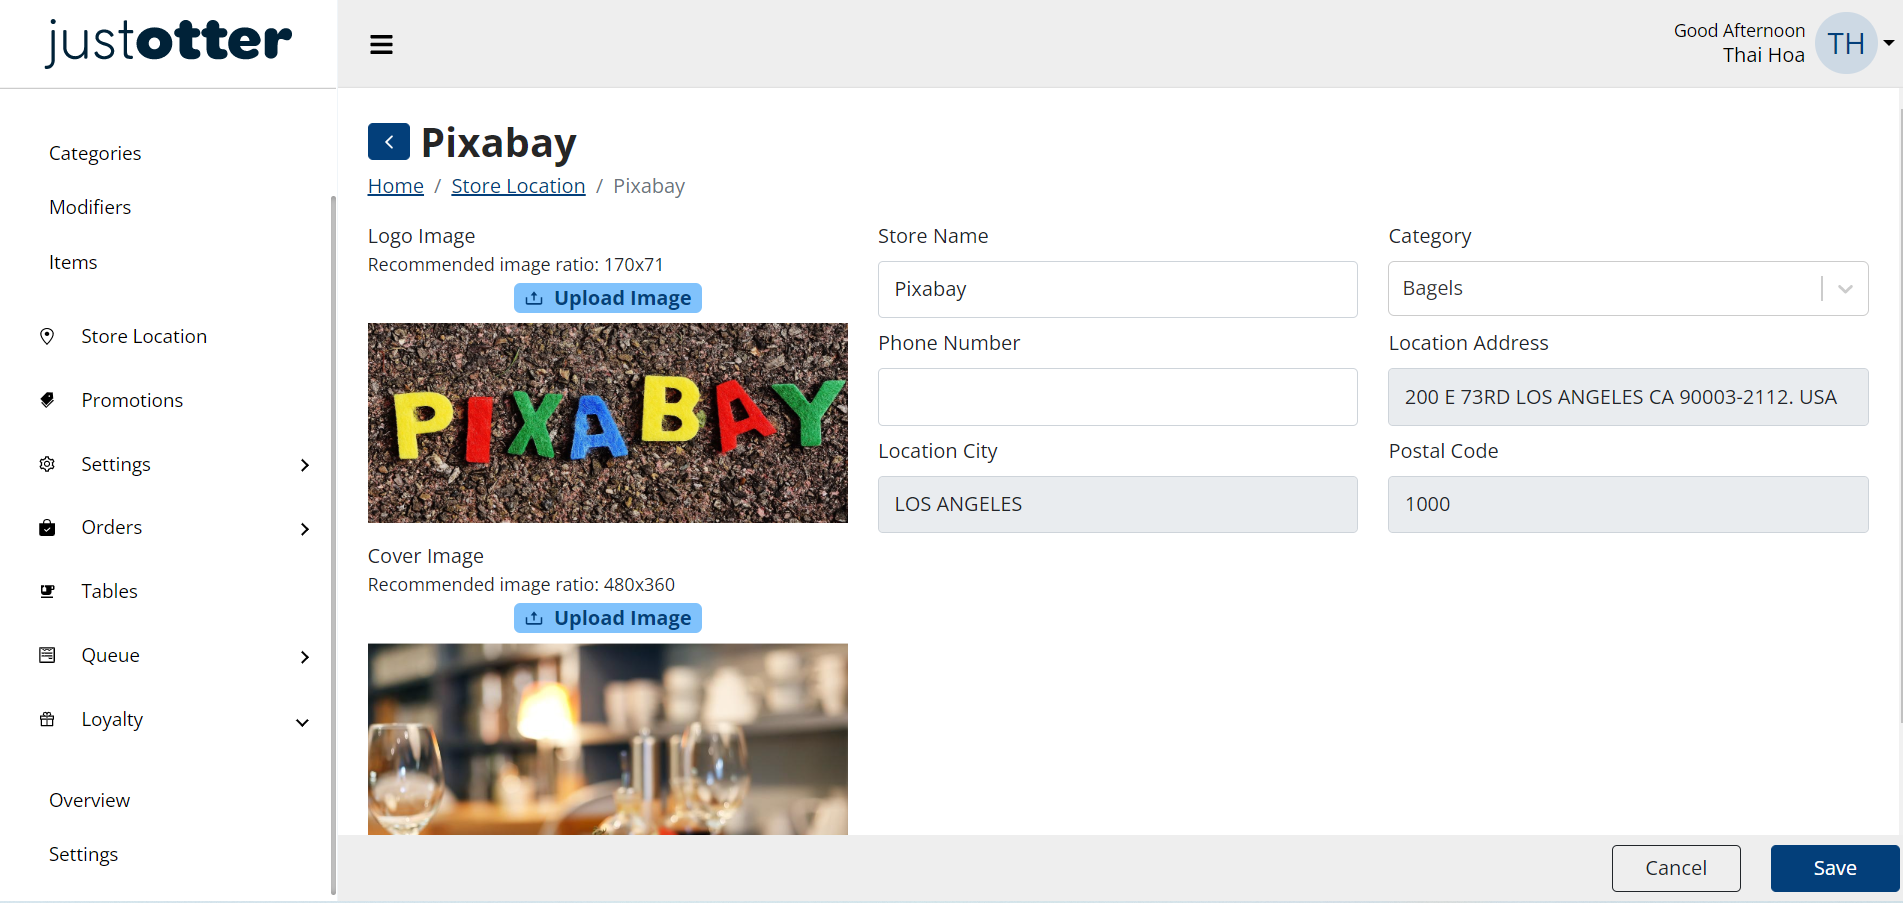 justotter
Good Afternoon
Thai Hoa
TH
Categories
Modifiers
Items
Store Location
Promotions
Settings
Orders
Tables
Queue
Loyalty
Overview
Settings
Pixabay
Home / Store Location / Pixabay
Logo Image
Recommended image ratio: 170x71
Upload Image
PIXABAY
Cover Image
Recommended image ratio: 480x360
Upload Image
Store Name
Pixabay
Category
Bagels
Phone Number
Location Address
200 E 73RD LOS ANGELES CA 90003-2112. USA
Location City
LOS ANGELES
Postal Code
1000
Cancel
Save